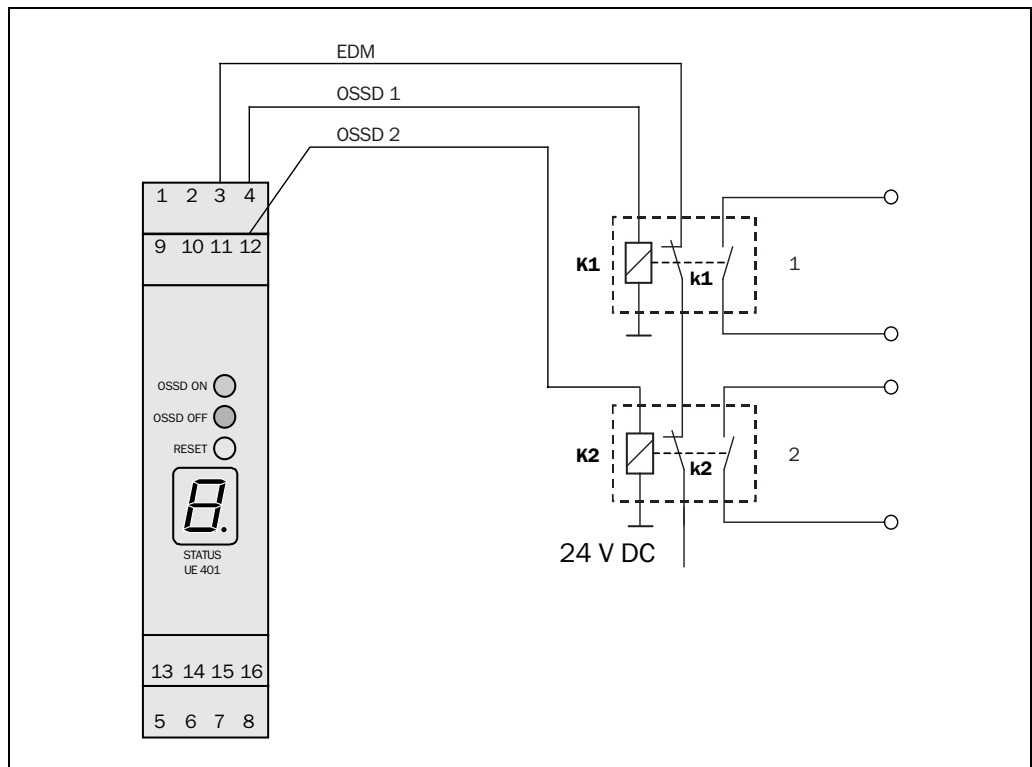 EDM
OSSD 1
OSSD 2
1 2 3 4
9 10 11 12
K1
k1
1
OSSD ON
OSSD OFF
RESET
K2
k2
2
8.
STATUS
UE 401
24 V DC
13 14 15 16
5 6 7 8